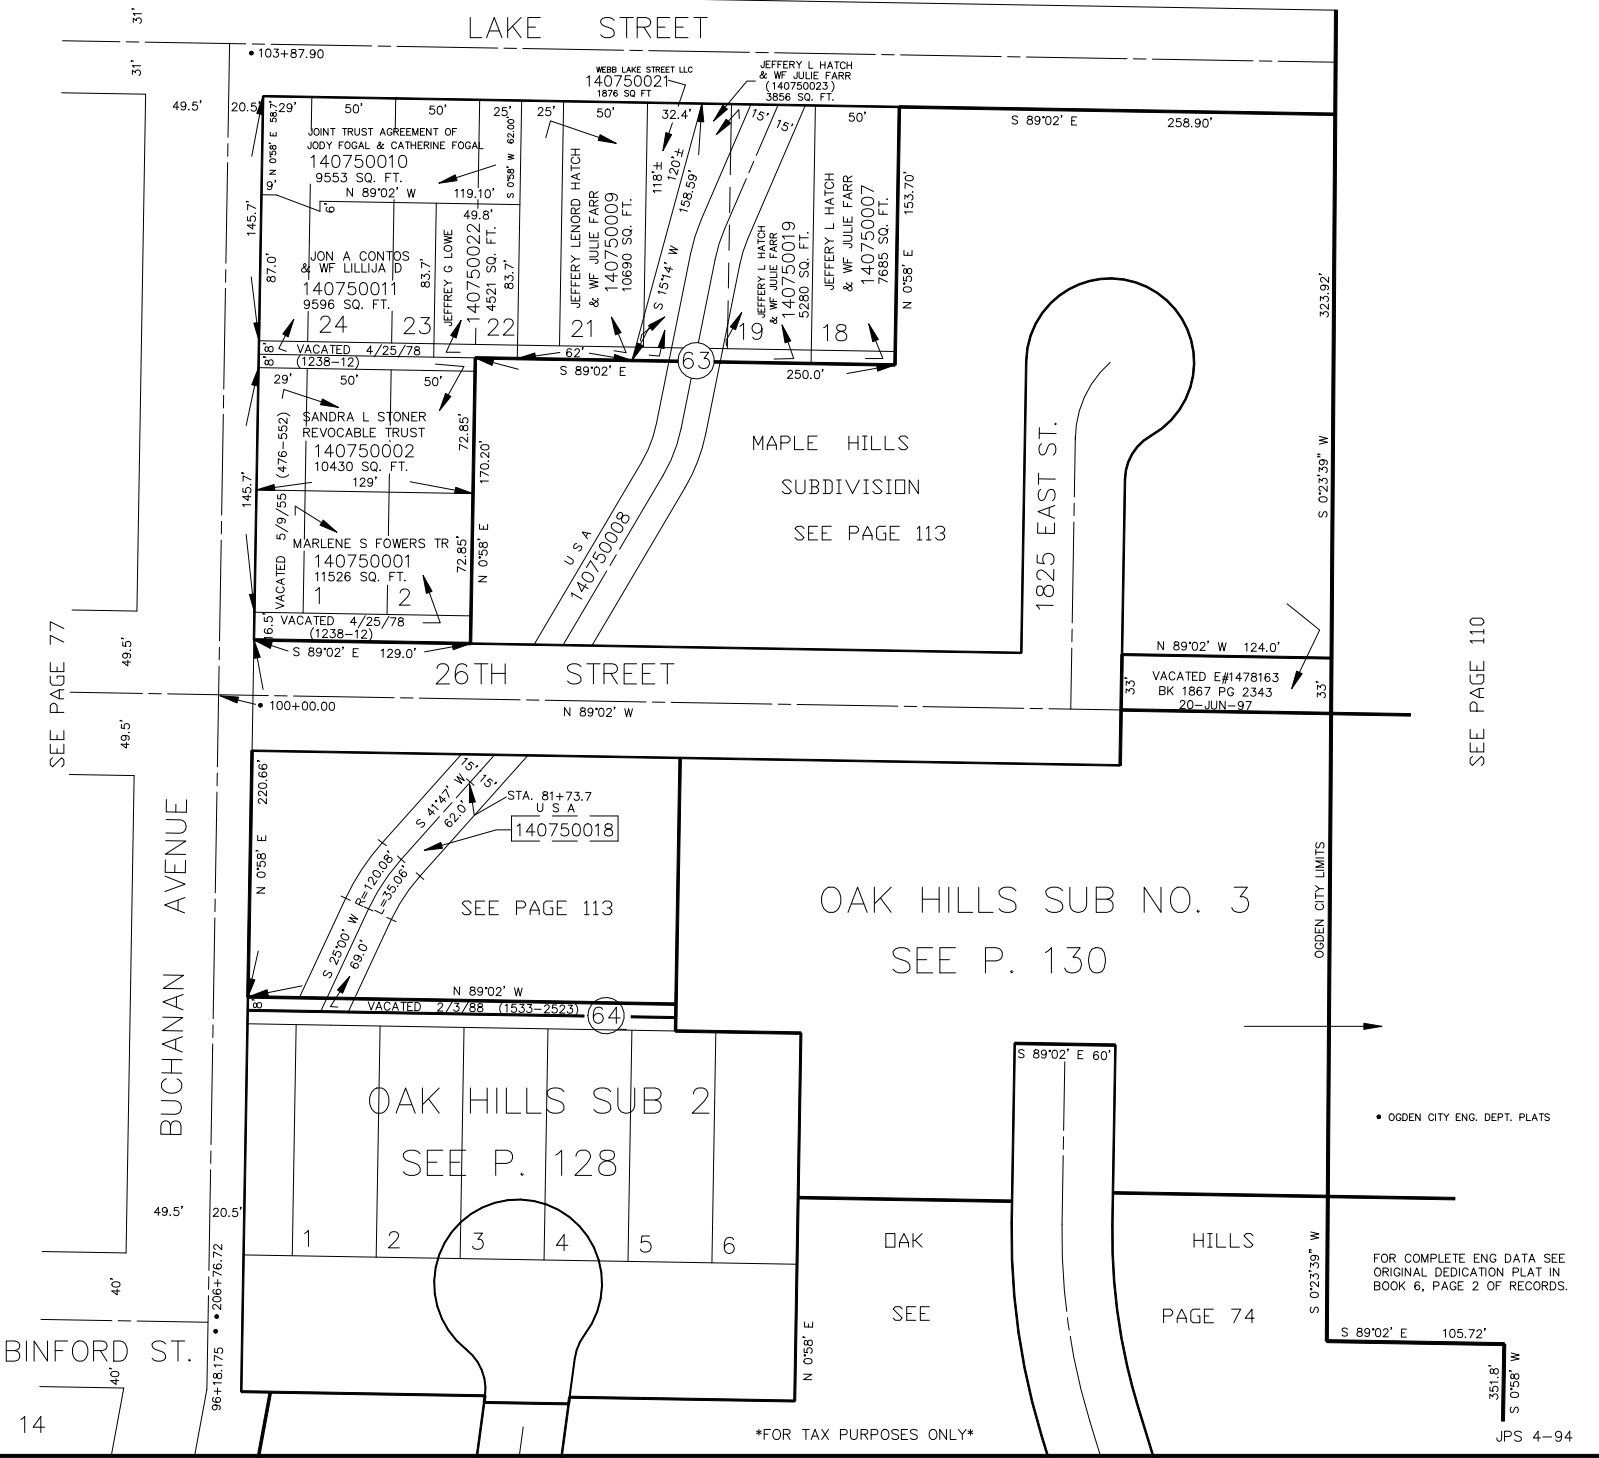 LAKE STREET
31'
31'
• 103+87.90
49.5'
20.5'
29'
50'
50'
25'
25'
50'
32.4'
15'
15'
50'
WEBB LAKE STREET LLC
140750021
1876 SQ FT
JEFFERY L HATCH
& WF JULIE FARR
(140750023)
3856 SQ. FT.
S 89°02' E 258.90'
N 0°58' E 58.7'
JOINT TRUST AGREEMENT OF
JODY FOGAL & CATHERINE FOGAL
140750010
9553 SQ. FT.
N 89°02' W 119.10'
S 0°58' W 62.00'
9'
6'
145.7'
87.0'
JON A CONTOS
& WF LILLIJA D
140750011
9596 SQ. FT.
83.7'
49.8'
JEFFREY G LOWE
140750022
4521 SQ. FT.
83.7'
JEFFERY LENORD HATCH
& WF JULIE FARR
140750009
10690 SQ. FT.
118'±
120'±
158.59'
S 15°14' W
JEFFERY L HATCH
& WF JULIE FARR
140750019
5280 SQ. FT.
JEFFERY L HATCH
& WF JULIE FARR
140750007
7685 SQ. FT.
N 0°58' E 153.70'
323.92'
24
23
22
21
19
18
8'
8'
VACATED 4/25/78
(1238-12)
62'
S 89°02' E
63
250.0'
29'
50'
50'
SANDRA L STONER
REVOCABLE TRUST
140750002
10430 SQ. FT.
129'
72.85'
170.20'
145.7'
VACATED 5/9/55 (476-552)
MARLENE S FOWERS TR
140750001
11526 SQ. FT.
1
2
72.85'
N 0°58' E
16.5'
VACATED 4/25/78
(1238-12)
S 89°02' E 129.0'
U S A
140750008
MAPLE HILLS
SUBDIVISION
SEE PAGE 113
1825 EAST ST.
S 0°23'39" W
N 89°02' W 124.0'
VACATED E#1478163
BK 1867 PG 2343
20-JUN-97
33'
33'
SEE PAGE 77
49.5'
49.5'
SEE PAGE 110
26TH STREET
• 100+00.00
N 89°02' W
220.66'
N 0°58' E
15'
15'
S 41°47' W
62.0'
STA. 81+73.7
U S A
140750018
R=120.08'
L=35.06'
S 25°00' W
69.0'
SEE PAGE 113
BUCHANAN AVENUE
N 89°02' W
8'
VACATED 2/3/88 (1533-2523)
64
OAK HILLS SUB NO. 3
SEE P. 130
OGDEN CITY LIMITS
S 89°02' E 60'
OAK HILLS SUB 2
SEE P. 128
• OGDEN CITY ENG. DEPT. PLATS
49.5'
20.5'
1
2
3
4
5
6
OAK HILLS
SEE PAGE 74
S 0°23'39" W
FOR COMPLETE ENG DATA SEE
ORIGINAL DEDICATION PLAT IN
BOOK 6, PAGE 2 OF RECORDS.
40'
40'
96+18.175 • • 206+76.72
BINFORD ST.
N 0°58' E
S 89°02' E 105.72'
351.8'
S 0°58' W
14
*FOR TAX PURPOSES ONLY*
JPS 4-94